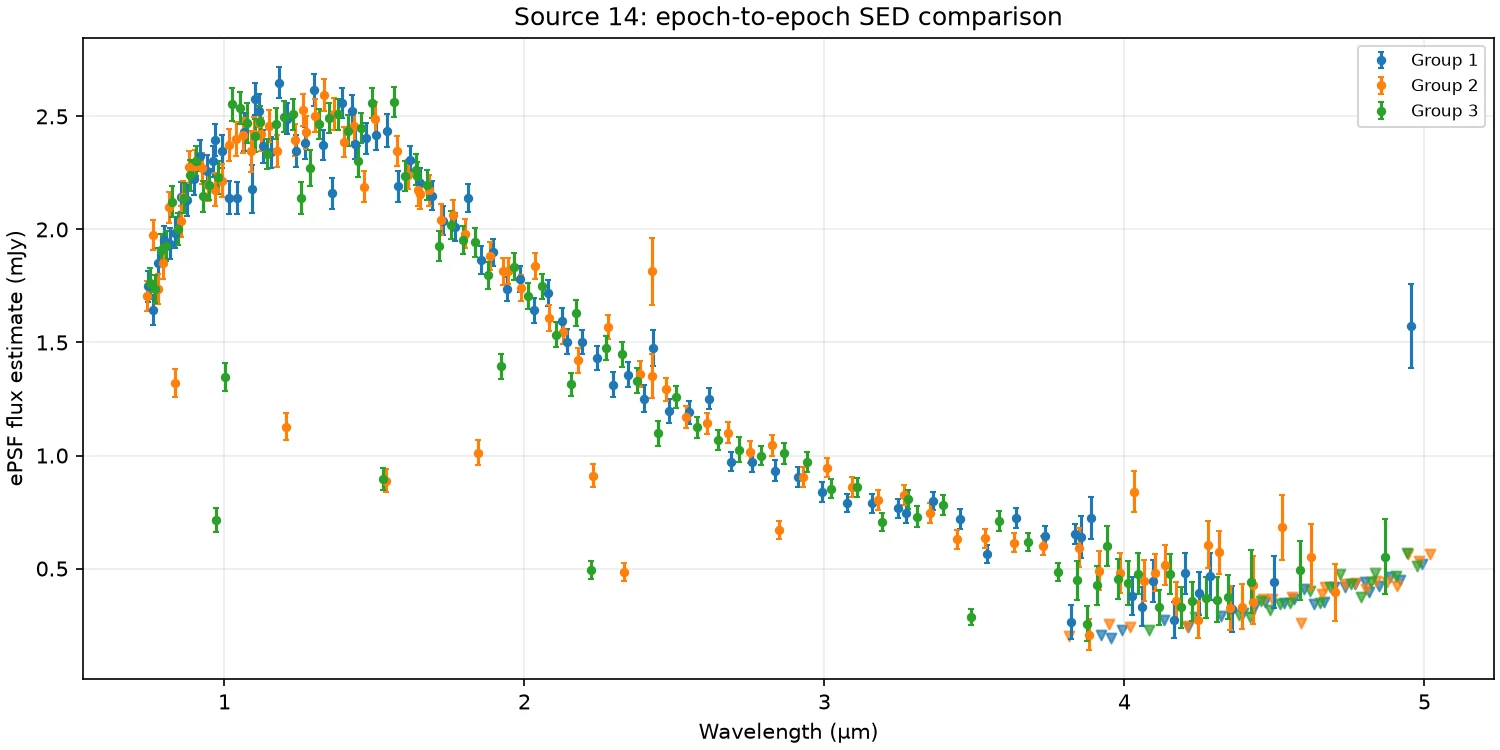 Source 14: epoch-to-epoch SED comparison
ePSF flux estimate (mJy)
2.5
2.0
1.5
1.0
0.5
1
2
3
4
5
Wavelength (μm)
Group 1
Group 2
Group 3